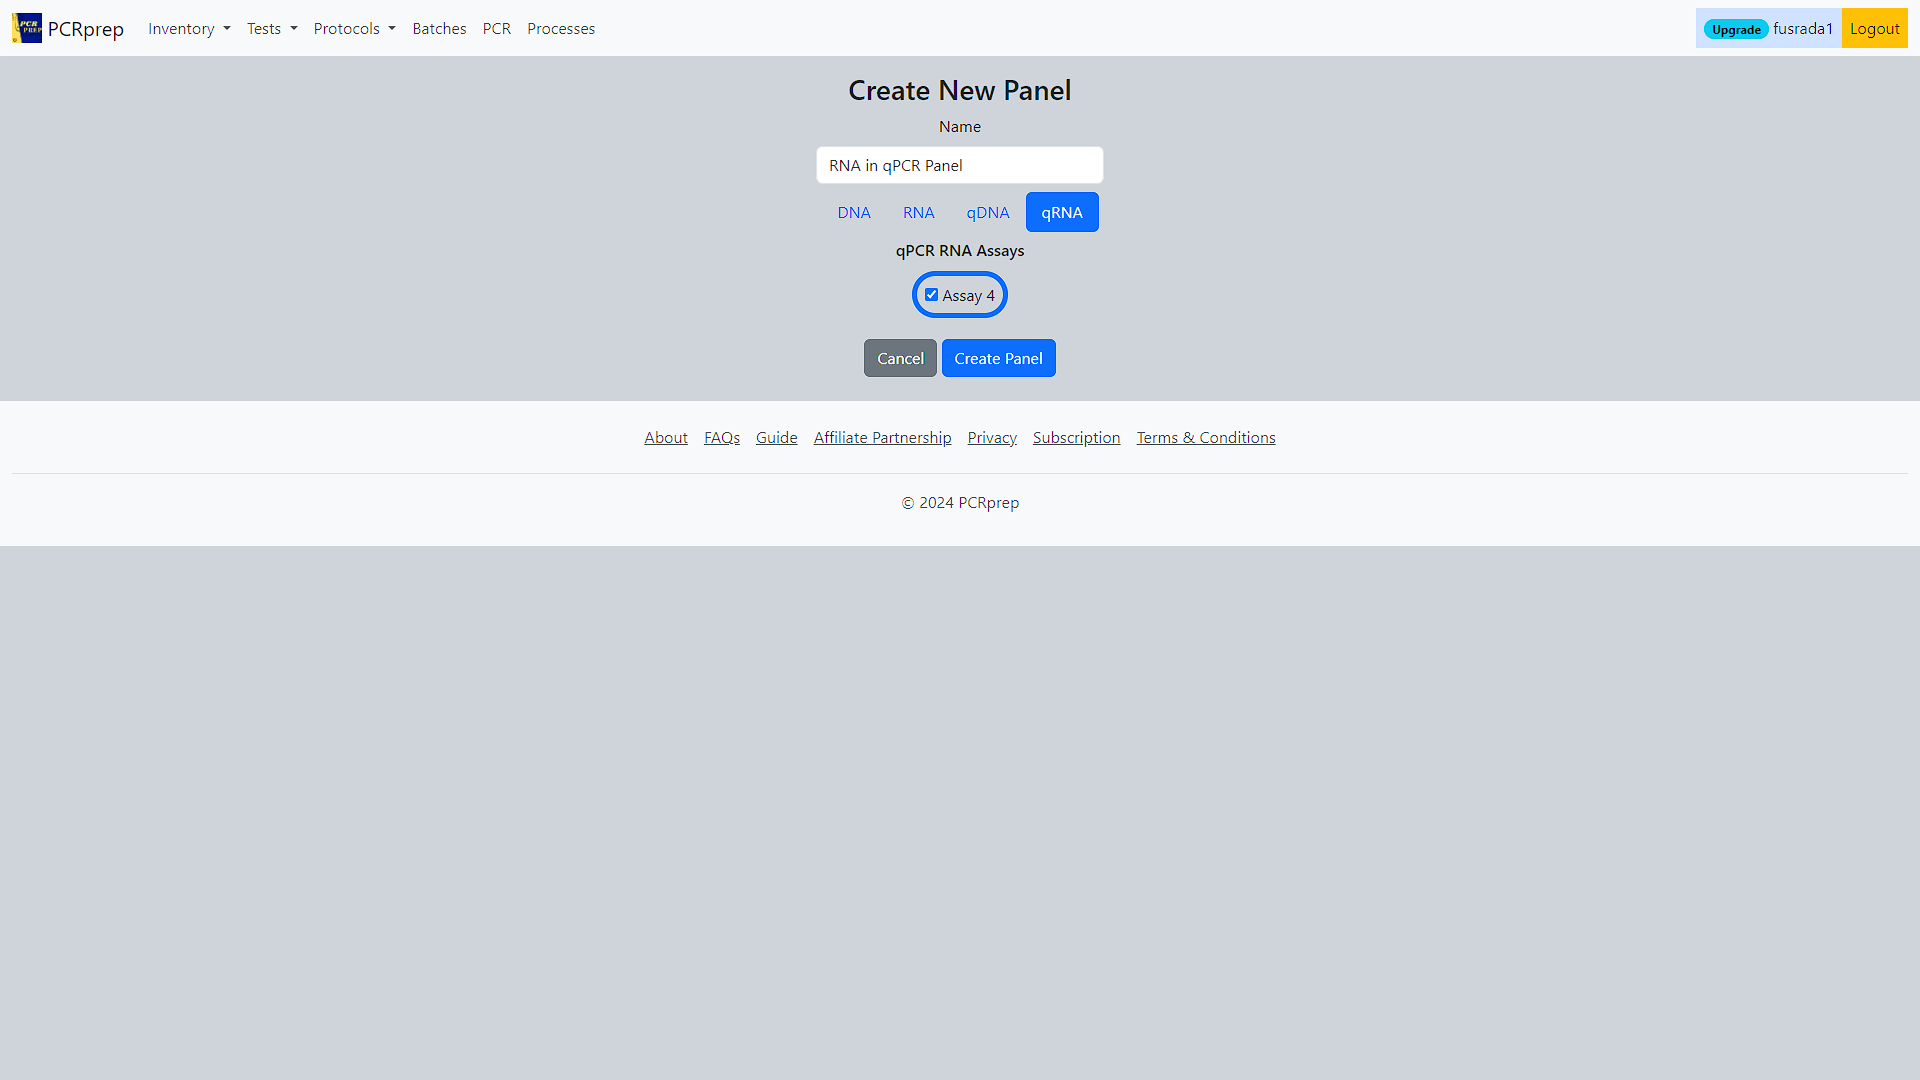 PCR PREP PCRprep Inventory Tests Protocols Batches PCR Processes Upgrade fusrada1 Logout
Create New Panel
Name
RNA in qPCR Panel
DNA RNA qDNA qRNA
qPCR RNA Assays
Assay 4
Cancel Create Panel
About FAQs Guide Affiliate Partnership Privacy Subscription Terms & Conditions
© 2024 PCRprep